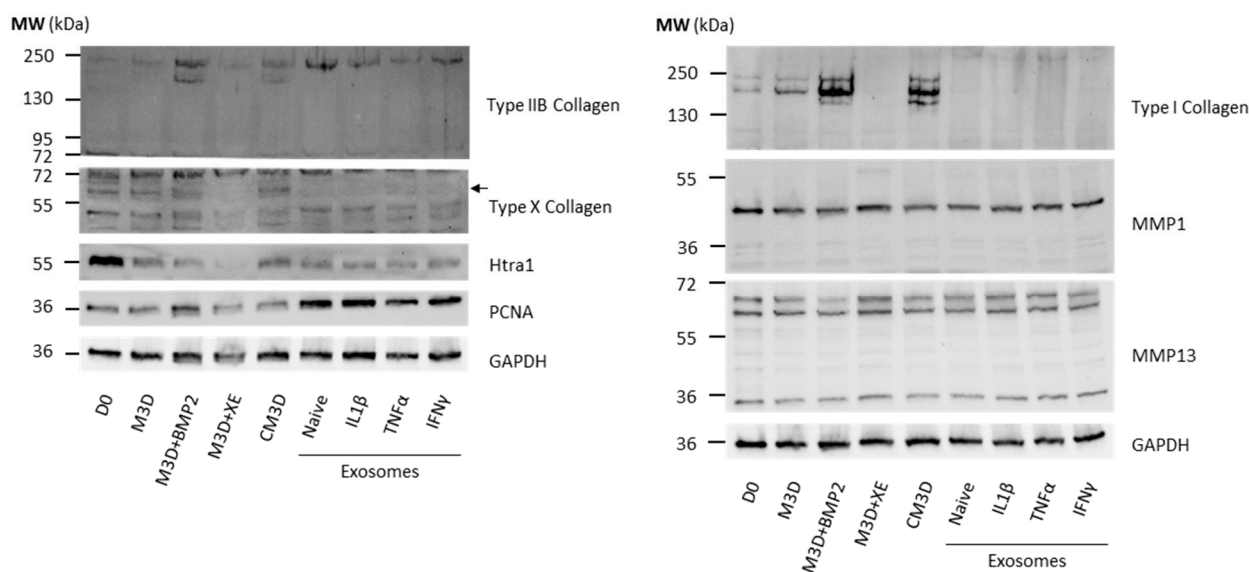 MW (kDa)
250
130
95
72
Type IIB Collagen
72
55
Type X Collagen
55
Htra1
36
PCNA
36
GAPDH
D0
M3D
M3D+BMP2
M3D+XE
CM3D
Naive
IL1β
TNFα
IFNγ
Exosomes
MW (kDa)
250
130
Type I Collagen
55
36
MMP1
72
55
36
MMP13
36
GAPDH
D0
M3D
M3D+BMP2
M3D+XE
CM3D
Naive
IL1β
TNFα
IFNγ
Exosomes